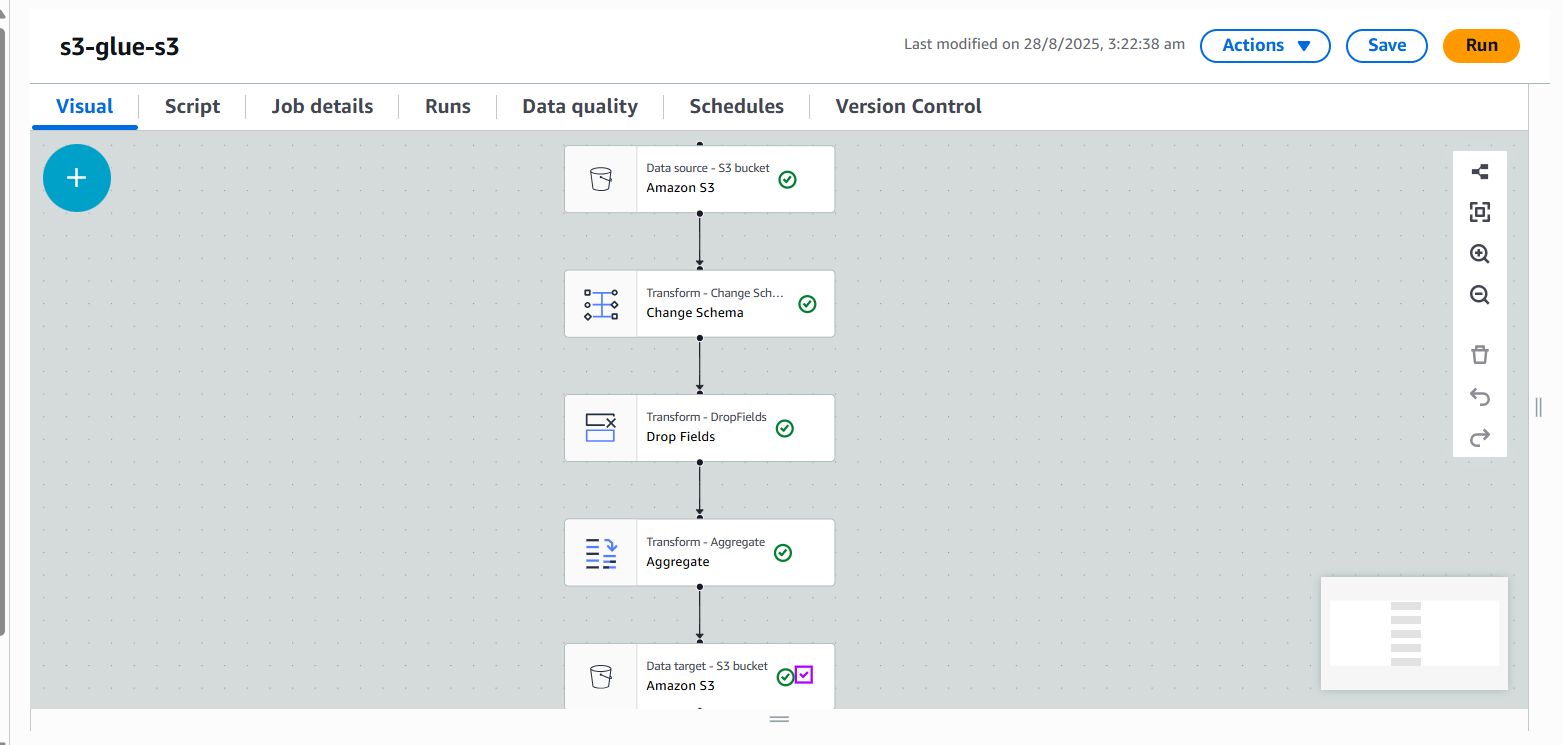 s3-glue-s3
Last modified on 28/8/2025, 3:22:38 am
Actions
Save
Run
Visual
Script
Job details
Runs
Data quality
Schedules
Version Control
Data source - S3 bucket
Amazon S3
Transform - Change Sch...
Change Schema
Transform - DropFields
Drop Fields
Transform - Aggregate
Aggregate
Data target - S3 bucket
Amazon S3